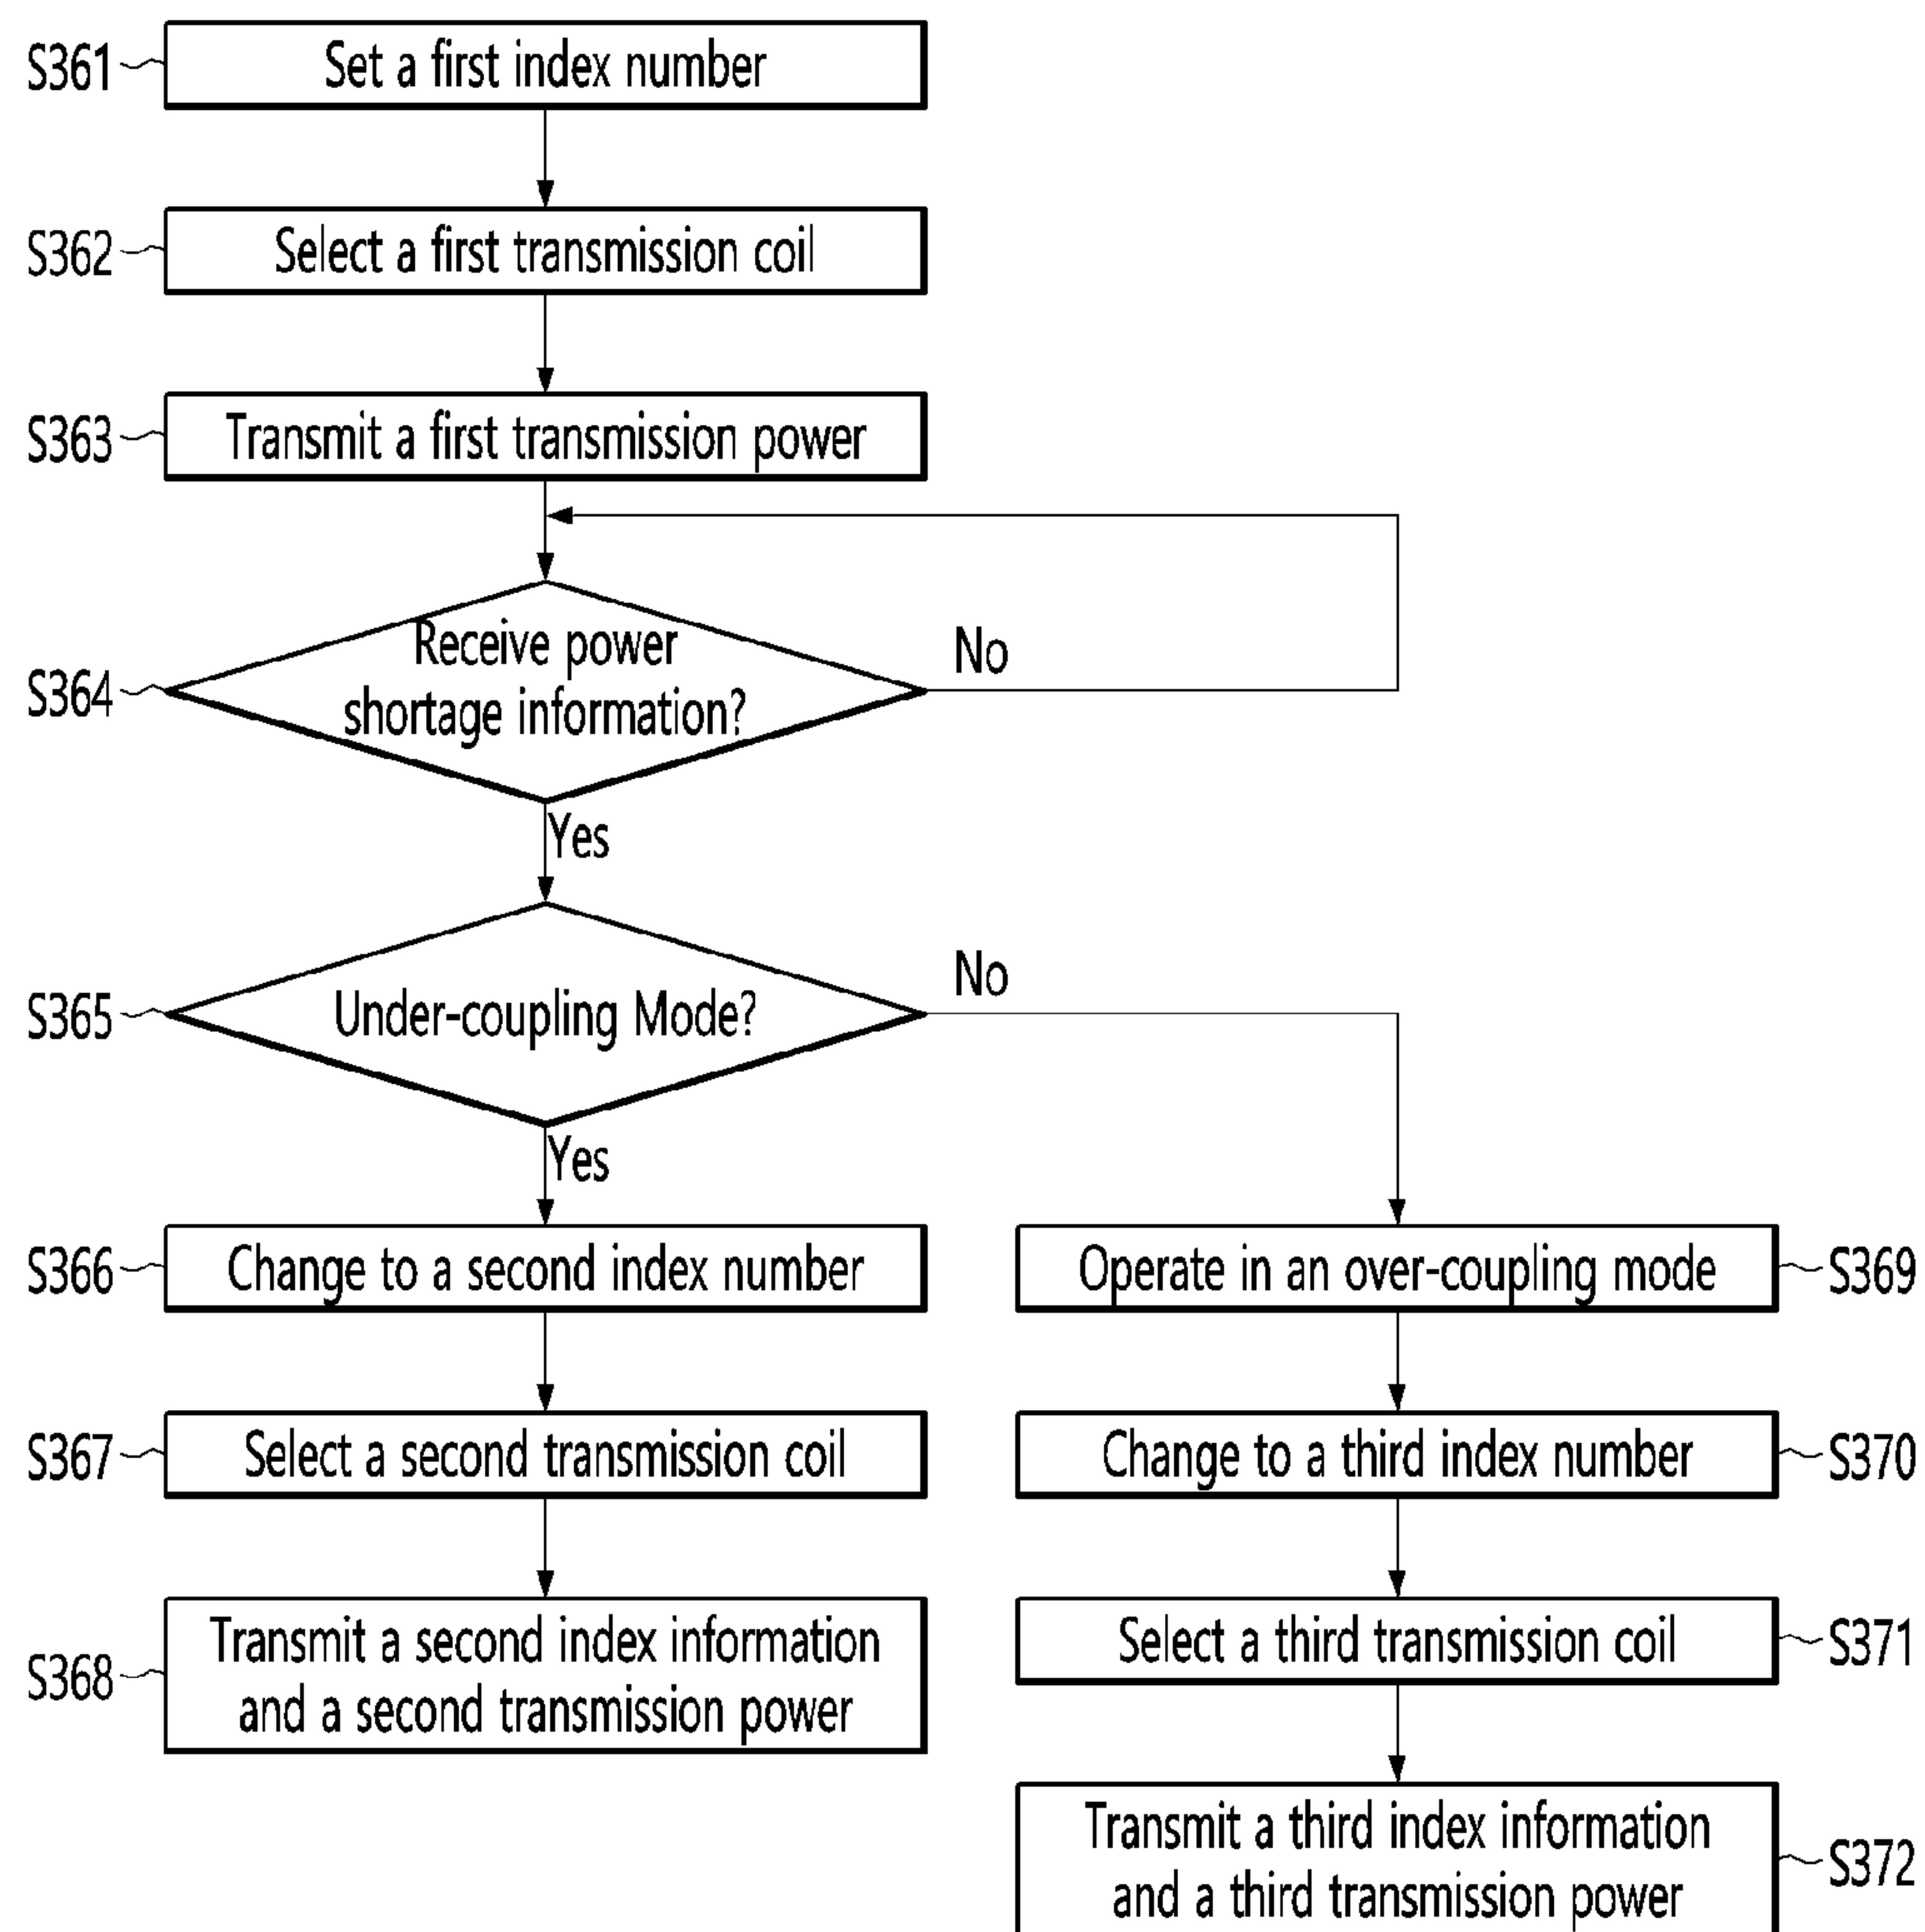 S361
Set a first index number
S362
Select a first transmission coil
S363
Transmit a first transmission power
S364
Receive power
shortage information?
No
Yes
S365
Under-coupling Mode?
No
Yes
S366
Change to a second index number
S367
Select a second transmission coil
S368
Transmit a second index information
and a second transmission power
Operate in an over-coupling mode
S369
Change to a third index number
S370
Select a third transmission coil
S371
Transmit a third index information
and a third transmission power
S372